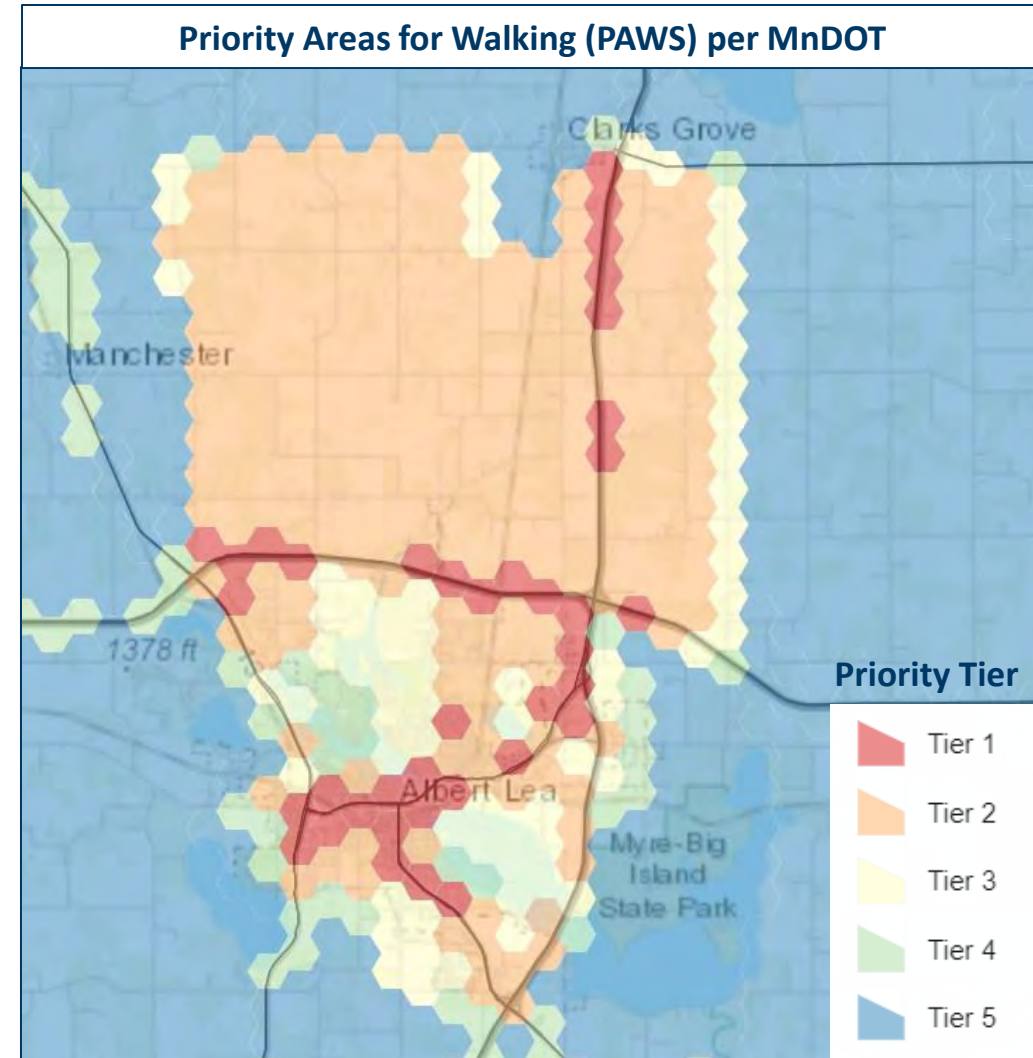 Priority Areas for Walking (PAWS) per MnDOT
Clarks Grove
Manchester
1378 ft
Priority Tier
Tier 1
Albert Lea
Tier 2
Myre-Big
Island
State Park
Tier 3
Tier 4
Tier 5